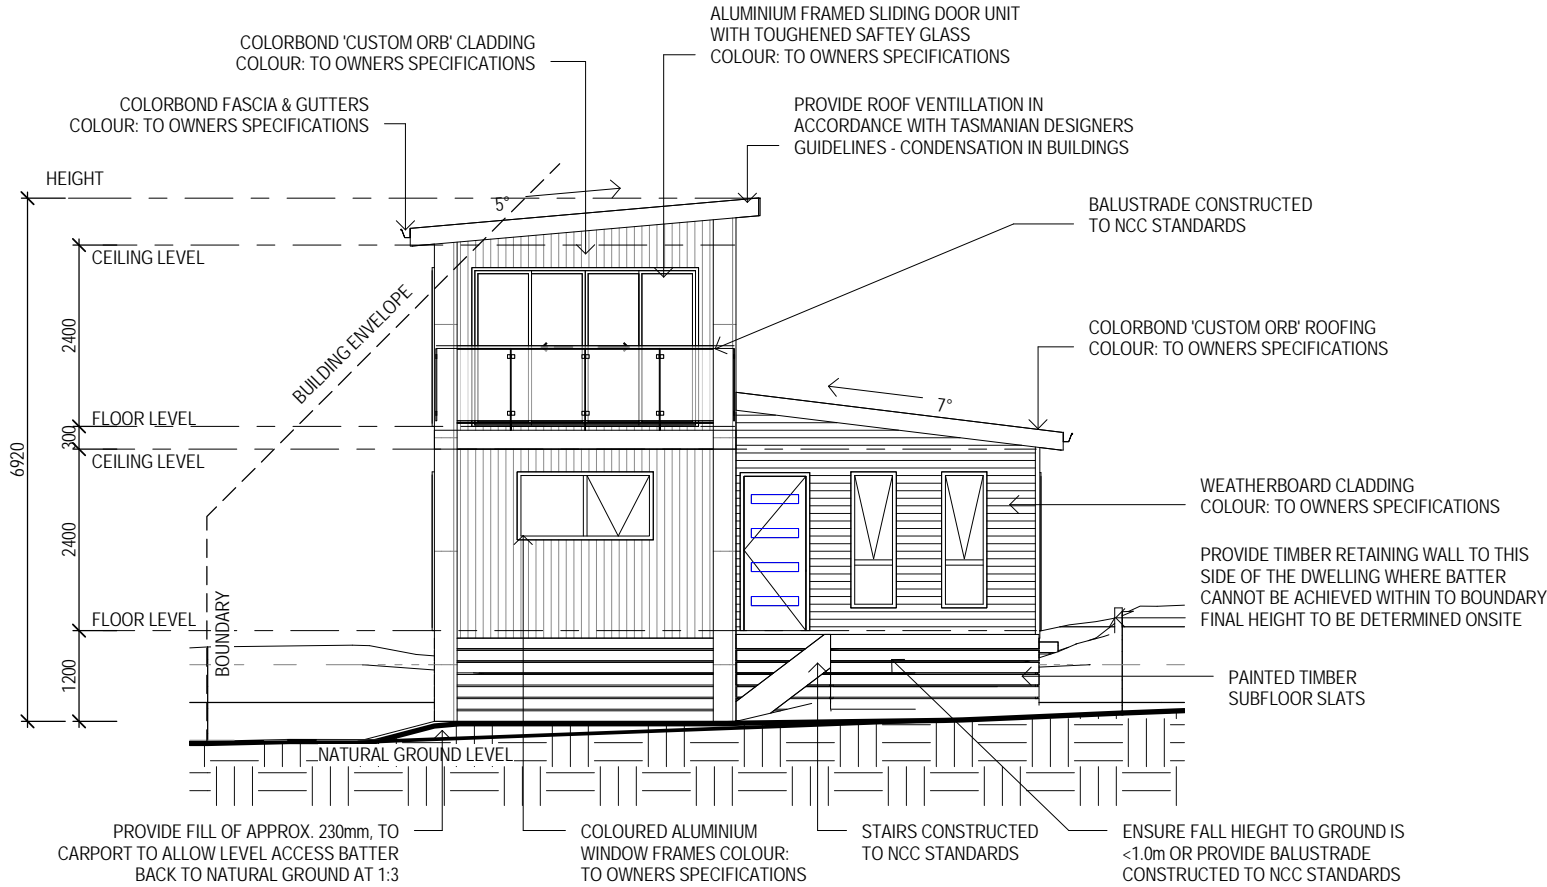 ALUMINIUM FRAMED SLIDING DOOR UNIT
WITH TOUGHENED SAFTEY GLASS
COLOUR: TO OWNERS SPECIFICATIONS
COLORBOND 'CUSTOM ORB' CLADDING
COLOUR: TO OWNERS SPECIFICATIONS
COLORBOND FASCIA & GUTTERS
COLOUR: TO OWNERS SPECIFICATIONS
PROVIDE ROOF VENTILLATION IN
ACCORDANCE WITH TASMANIAN DESIGNERS
GUIDELINES - CONDENSATION IN BUILDINGS
HEIGHT
5°
BALUSTRADE CONSTRUCTED
TO NCC STANDARDS
CEILING LEVEL
2400
BUILDING ENVELOPE
COLORBOND 'CUSTOM ORB' ROOFING
COLOUR: TO OWNERS SPECIFICATIONS
7°
FLOOR LEVEL
300
CEILING LEVEL
6920
WEATHERBOARD CLADDING
COLOUR: TO OWNERS SPECIFICATIONS
2400
PROVIDE TIMBER RETAINING WALL TO THIS
SIDE OF THE DWELLING WHERE BATTER
CANNOT BE ACHIEVED WITHIN TO BOUNDARY
FINAL HEIGHT TO BE DETERMINED ONSITE
FLOOR LEVEL
BOUNDARY
1200
PAINTED TIMBER
SUBFLOOR SLATS
NATURAL GROUND LEVEL
PROVIDE FILL OF APPROX. 230mm, TO
CARPORT TO ALLOW LEVEL ACCESS BATTER
BACK TO NATURAL GROUND AT 1:3
COLOURED ALUMINIUM
WINDOW FRAMES COLOUR:
TO OWNERS SPECIFICATIONS
STAIRS CONSTRUCTED
TO NCC STANDARDS
ENSURE FALL HIEGHT TO GROUND IS
<1.0m OR PROVIDE BALUSTRADE
CONSTRUCTED TO NCC STANDARDS